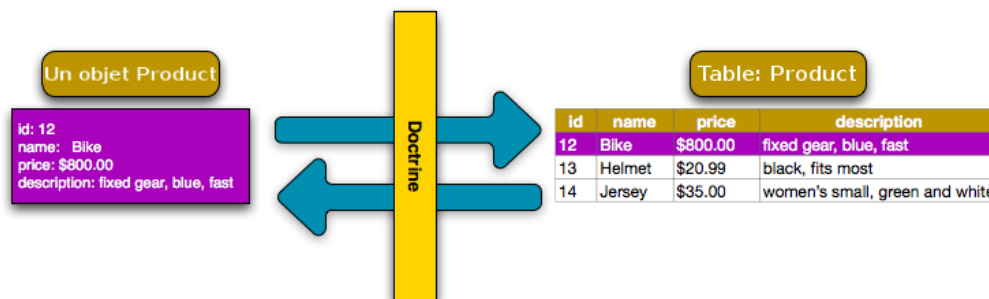 Un objet Product
id: 12
name: Bike
price: $800.00
description: fixed gear, blue, fast
Doctrine
Table: Product
id name price description
12 Bike $800.00 fixed gear, blue, fast
13 Helmet $20.99 black, fits most
14 Jersey $35.00 women's small, green and white